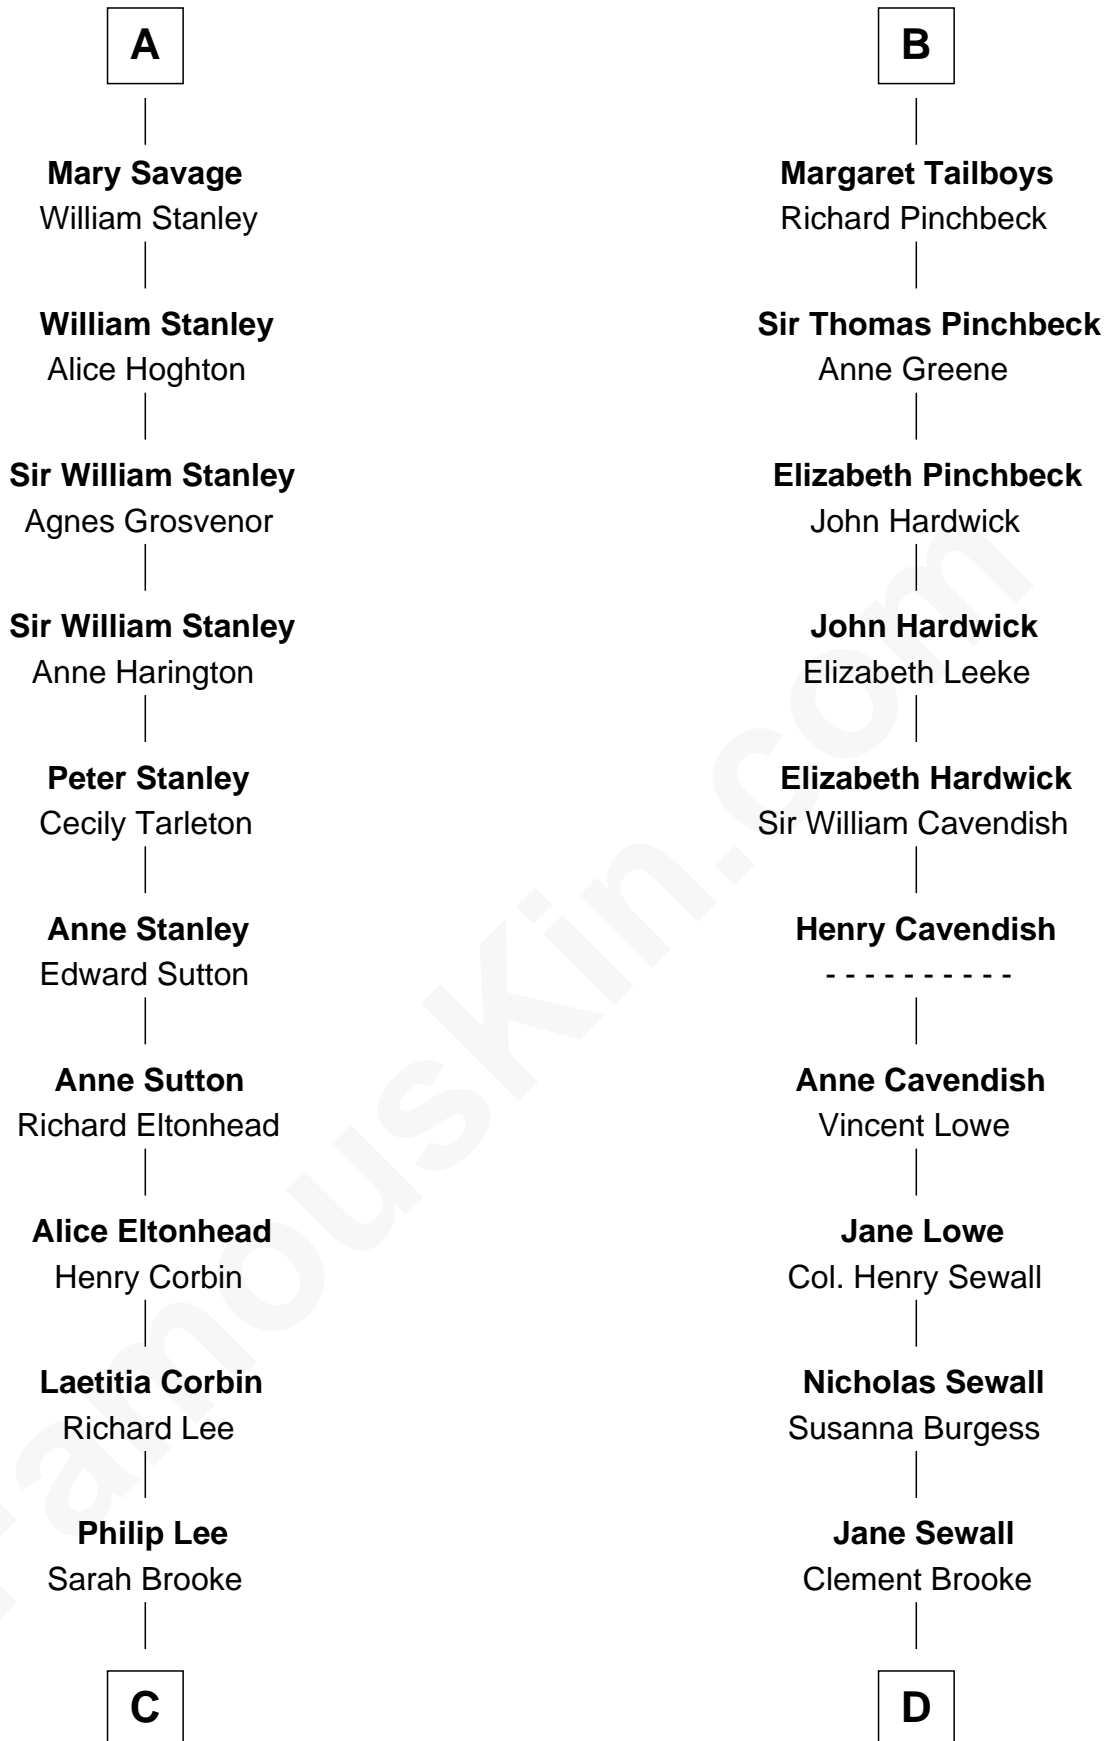 A
Mary Savage
William Stanley
William Stanley
Alice Hoghton
Sir William Stanley
Agnes Grosvenor
Sir William Stanley
Anne Harington
Peter Stanley
Cecily Tarleton
Anne Stanley
Edward Sutton
Anne Sutton
Richard Eltonhead
Alice Eltonhead
Henry Corbin
Laetitia Corbin
Richard Lee
Philip Lee
Sarah Brooke
C
B
Margaret Tailboys
Richard Pinchbeck
Sir Thomas Pinchbeck
Anne Greene
Elizabeth Pinchbeck
John Hardwick
John Hardwick
Elizabeth Leeke
Elizabeth Hardwick
Sir William Cavendish
Henry Cavendish
- - - - - - - - - -
Anne Cavendish
Vincent Lowe
Jane Lowe
Col. Henry Sewall
Nicholas Sewall
Susanna Burgess
Jane Sewall
Clement Brooke
D
FamousKin.com